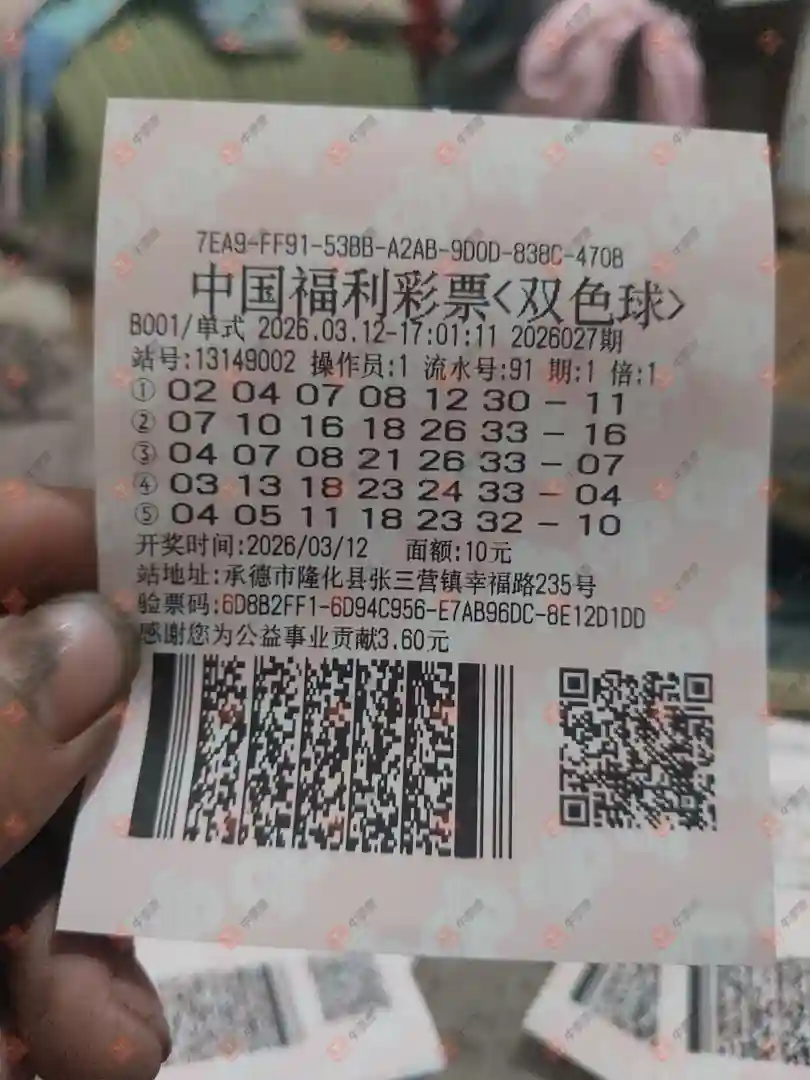 7EA9-FF91-53BB-A2AB-9D0D-838C-470B
中国福利彩票<双色球>
B001/单式 2026.03.12-17:01:11 2026027期
站号:13149002 操作员:1 流水号:91 期:1 倍:1
① 02 04 07 08 12 30 - 11
② 07 10 16 18 26 33 - 16
③ 04 07 08 21 26 33 - 07
④ 03 13 18 23 24 33 - 04
⑤ 04 05 11 18 23 32 - 10
开奖时间:2026/03/12 面额:10元
站地址:承德市隆化县张三营镇幸福路235号
验票码:6D8B2FF1-6D94C956-E7AB96DC-8E12D1DD
感谢您为公益事业贡献3.60元